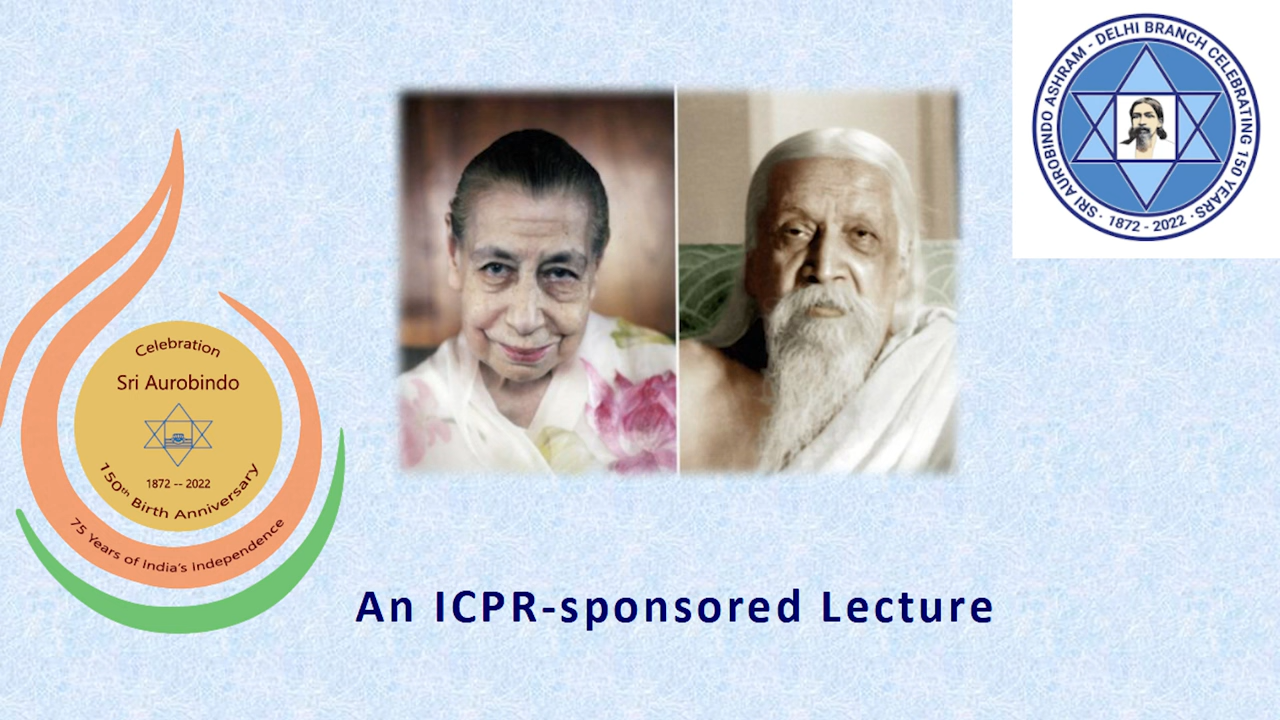 SRI AUROBINDO ASHRAM - DELHI BRANCH CELEBRATING 150 YEARS
· 1872 - 2022 ·
Celebration
Sri Aurobindo
1872 -- 2022
150th Birth Anniversary
75 Years of India's Independence
An ICPR-sponsored Lecture